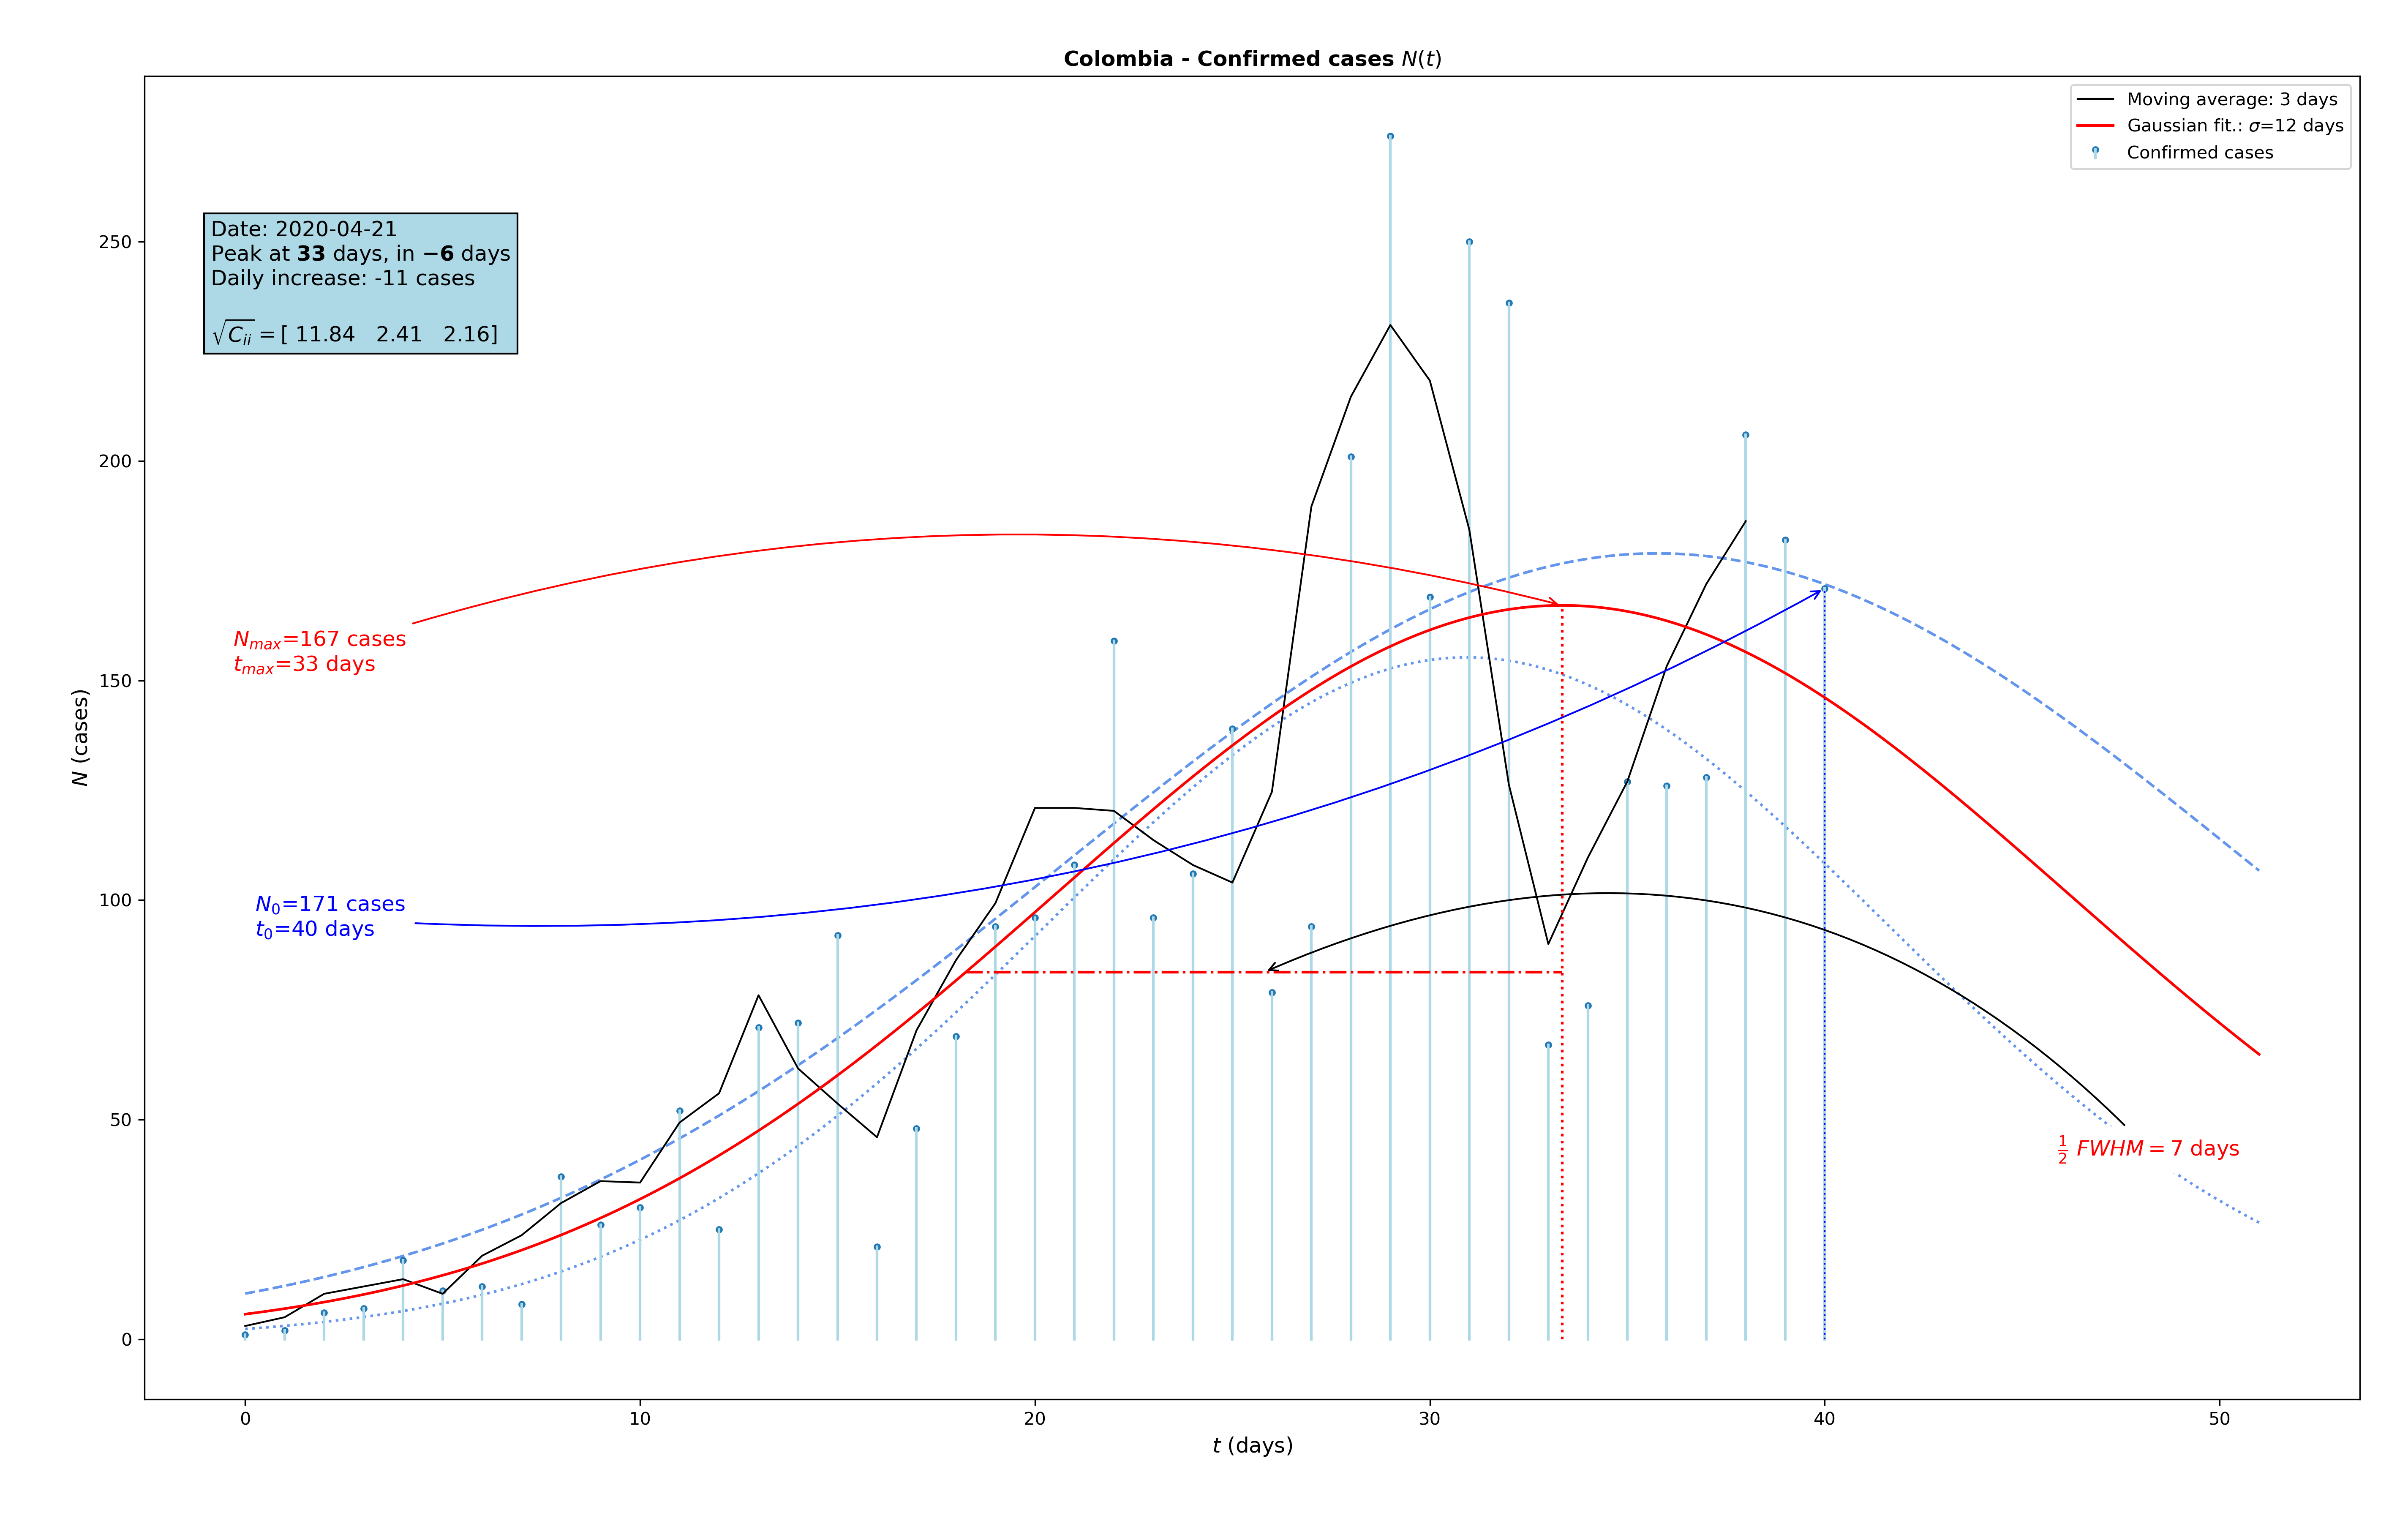 Colombia - Confirmed cases N(t)
Moving average: 3 days
Gaussian fit.: σ=12 days
Confirmed cases
Date: 2020-04-21
Peak at 33 days, in −6 days
Daily increase: -11 cases
√C_ii = [ 11.84 2.41 2.16]
N_max=167 cases
t_max=33 days
N_0=171 cases
t_0=40 days
1/2 FWHM = 7 days
N (cases)
250
200
150
100
50
0
0 10 20 30 40 50
t (days)